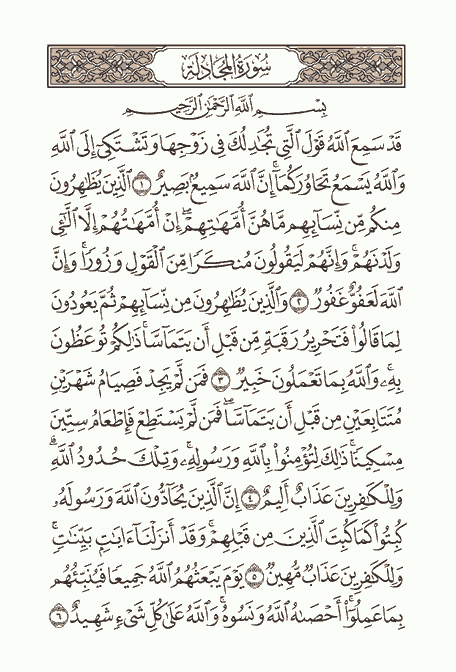 سُورَةُ المُجَادلَةِ
بِسْمِ ٱللَّهِ ٱلرَّحْمَٰنِ ٱلرَّحِيمِ
قَدْ سَمِعَ ٱللَّهُ قَوْلَ ٱلَّتِى تُجَٰدِلُكَ فِى زَوْجِهَا وَتَشْتَكِىٓ إِلَى ٱللَّهِ
وَٱللَّهُ يَسْمَعُ تَحَاوُرَكُمَآ ۚ إِنَّ ٱللَّهَ سَمِيعٌۢ بَصِيرٌ ١ ٱلَّذِينَ يُظَٰهِرُونَ
مِنكُم مِّن نِّسَآئِهِم مَّا هُنَّ أُمَّهَٰتِهِمْ ۖ إِنْ أُمَّهَٰتُهُمْ إِلَّا ٱلَّٰٓـِٔى
وَلَدْنَهُمْ ۚ وَإِنَّهُمْ لَيَقُولُونَ مُنكَرًا مِّنَ ٱلْقَوْلِ وَزُورًا ۚ وَإِنَّ
ٱللَّهَ لَعَفُوٌّ غَفُورٌ ٢ وَٱلَّذِينَ يُظَٰهِرُونَ مِن نِّسَآئِهِمْ ثُمَّ يَعُودُونَ
لِمَا قَالُوا۟ فَتَحْرِيرُ رَقَبَةٍ مِّن قَبْلِ أَن يَتَمَآسَّا ۚ ذَٰلِكُمْ تُوعَظُونَ
بِهِۦ ۚ وَٱللَّهُ بِمَا تَعْمَلُونَ خَبِيرٌ ٣ فَمَن لَّمْ يَجِدْ فَصِيَامُ شَهْرَيْنِ
مُتَتَابِعَيْنِ مِن قَبْلِ أَن يَتَمَآسَّا ۖ فَمَن لَّمْ يَسْتَطِعْ فَإِطْعَامُ سِتِّينَ
مِسْكِينًا ۚ ذَٰلِكَ لِتُؤْمِنُوا۟ بِٱللَّهِ وَرَسُولِهِۦ ۚ وَتِلْكَ حُدُودُ ٱللَّهِ ۗ
وَلِلْكَٰفِرِينَ عَذَابٌ أَلِيمٌ ٤ إِنَّ ٱلَّذِينَ يُحَآدُّونَ ٱللَّهَ وَرَسُولَهُۥ
كُبِتُوا۟ كَمَا كُبِتَ ٱلَّذِينَ مِن قَبْلِهِمْ ۚ وَقَدْ أَنزَلْنَآ ءَايَٰتٍۭ بَيِّنَٰتٍ ۚ
وَلِلْكَٰفِرِينَ عَذَابٌ مُّهِينٌ ٥ يَوْمَ يَبْعَثُهُمُ ٱللَّهُ جَمِيعًا فَيُنَبِّئُهُم
بِمَا عَمِلُوٓا۟ ۚ أَحْصَىٰهُ ٱللَّهُ وَنَسُوهُ ۚ وَٱللَّهُ عَلَىٰ كُلِّ شَىْءٍ شَهِيدٌ ٦